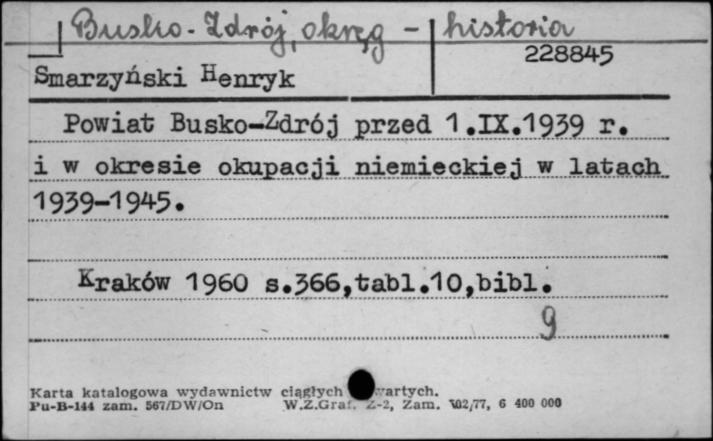 Busko-Zdrój, okręg - historia
228845
Smarzyński Henryk
Powiat Busko-Zdrój przed 1.IX.1939 r.
i w okresie okupacji niemieckiej w latach
1939-1945.
Kraków 1960 s.366,tabl.10,bibl.
9
Karta katalogowa wydawnictw ciągłych
Pu-B-144 zam. 567/DW/On W.Z.Graf. Z-2, Zam. 702/77, 6 400 000